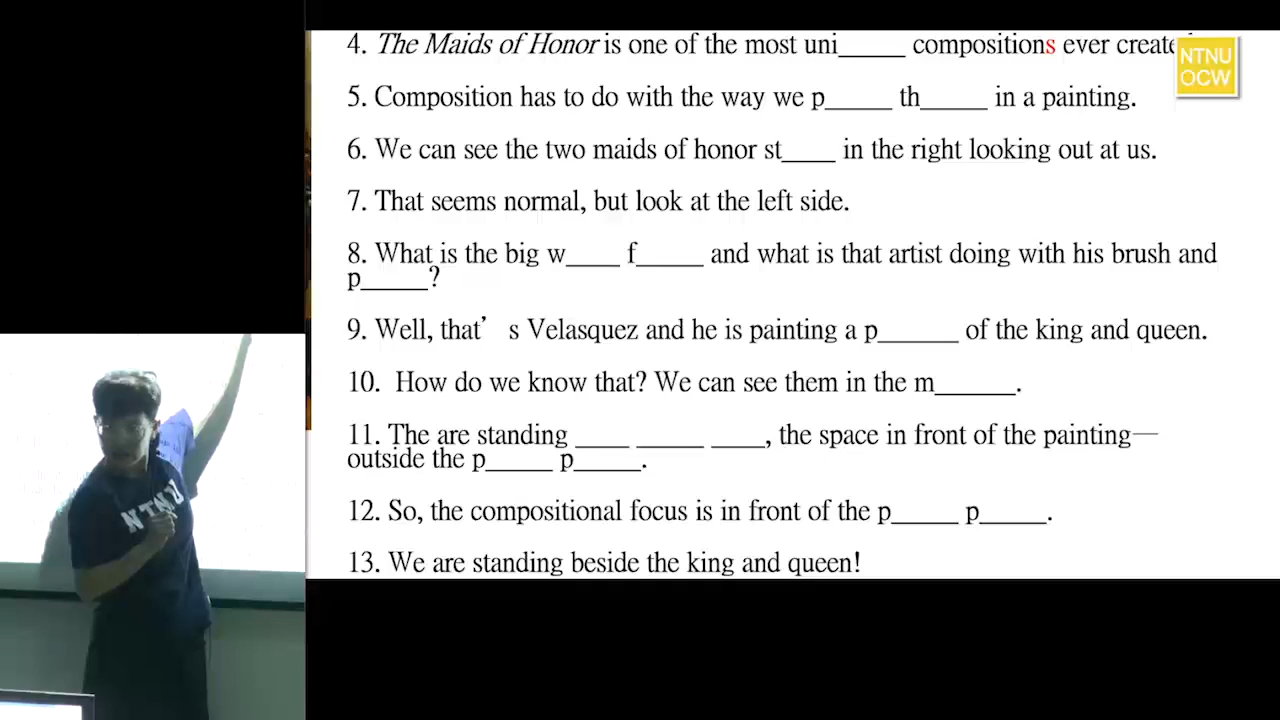 4. The Maids of Honor is one of the most uni_____ compositions ever
NTNU
OCW
5. Composition has to do with the way we p_____ th_____ in a painting.
6. We can see the two maids of honor st____ in the right looking out at us.
7. That seems normal, but look at the left side.
8. What is the big w____ f_____ and what is that artist doing with his brush and
p_____?
9. Well, that’ s Velasquez and he is painting a p______ of the king and queen.
10. How do we know that? We can see them in the m______.
11. The are standing ____ _____ ____, the space in front of the painting—
outside the p_____ p_____.
12. So, the compositional focus is in front of the p_____ p_____.
13. We are standing beside the king and queen!
NTNU